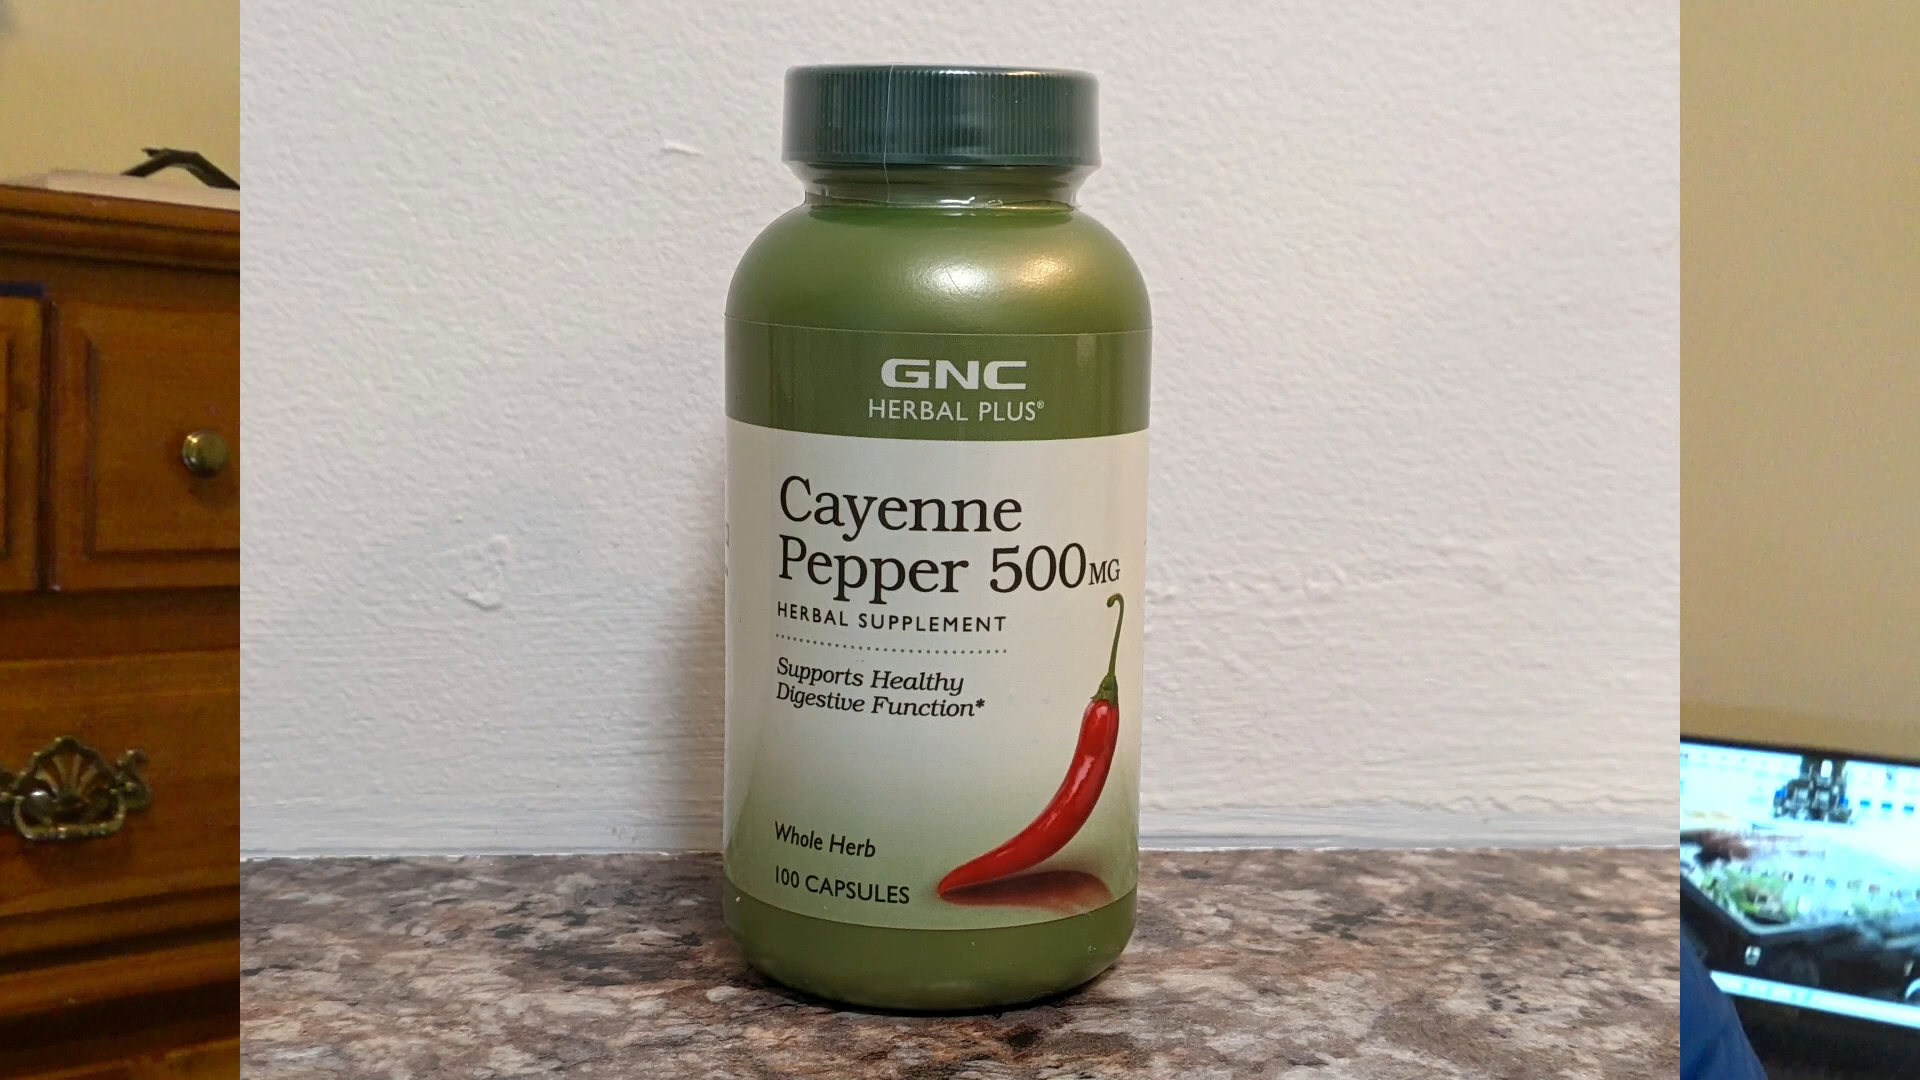 GNC
HERBAL PLUS®
Cayenne
Pepper 500MG
HERBAL SUPPLEMENT
Supports Healthy
Digestive Function*
Whole Herb
100 CAPSULES